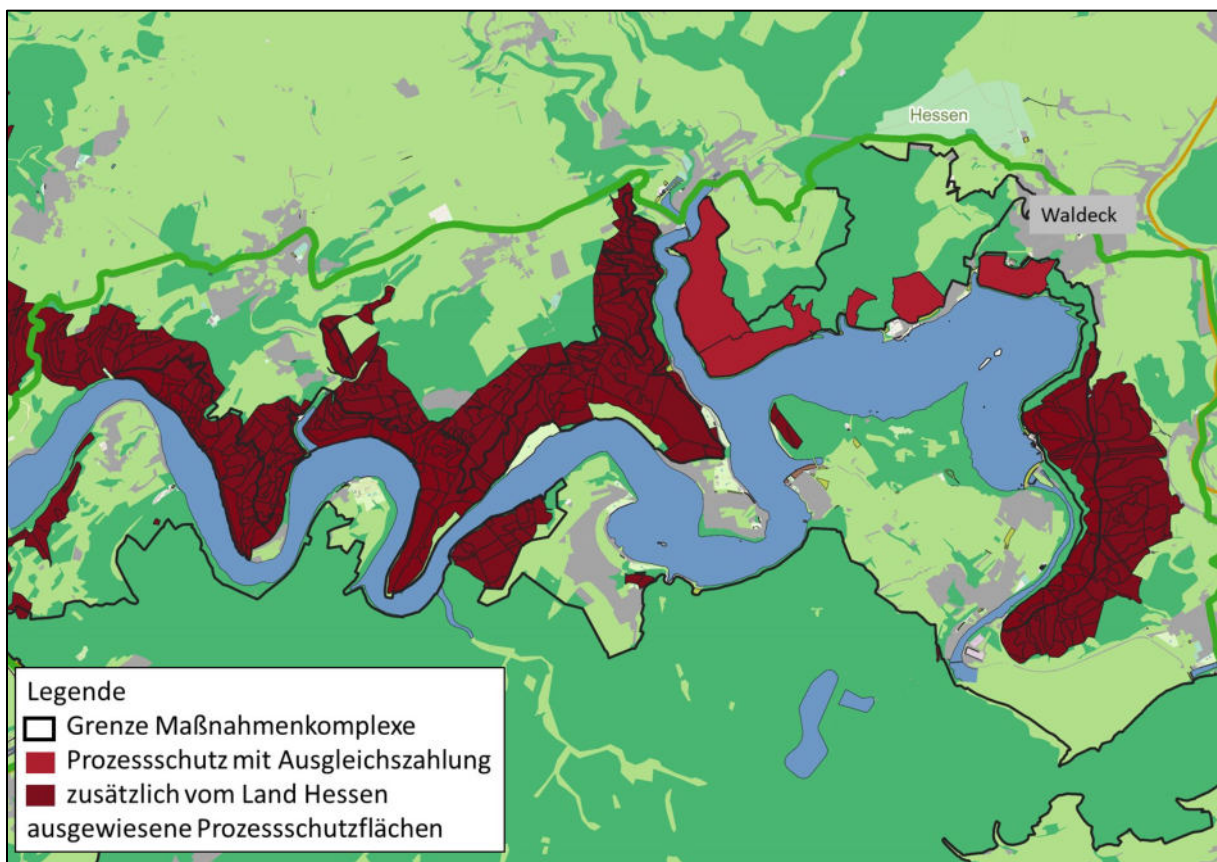 Hessen
Waldeck
Legende
Grenze Maßnahmenkomplexe
Prozessschutz mit Ausgleichszahlung
zusätzlich vom Land Hessen
ausgewiesene Prozessschutzflächen